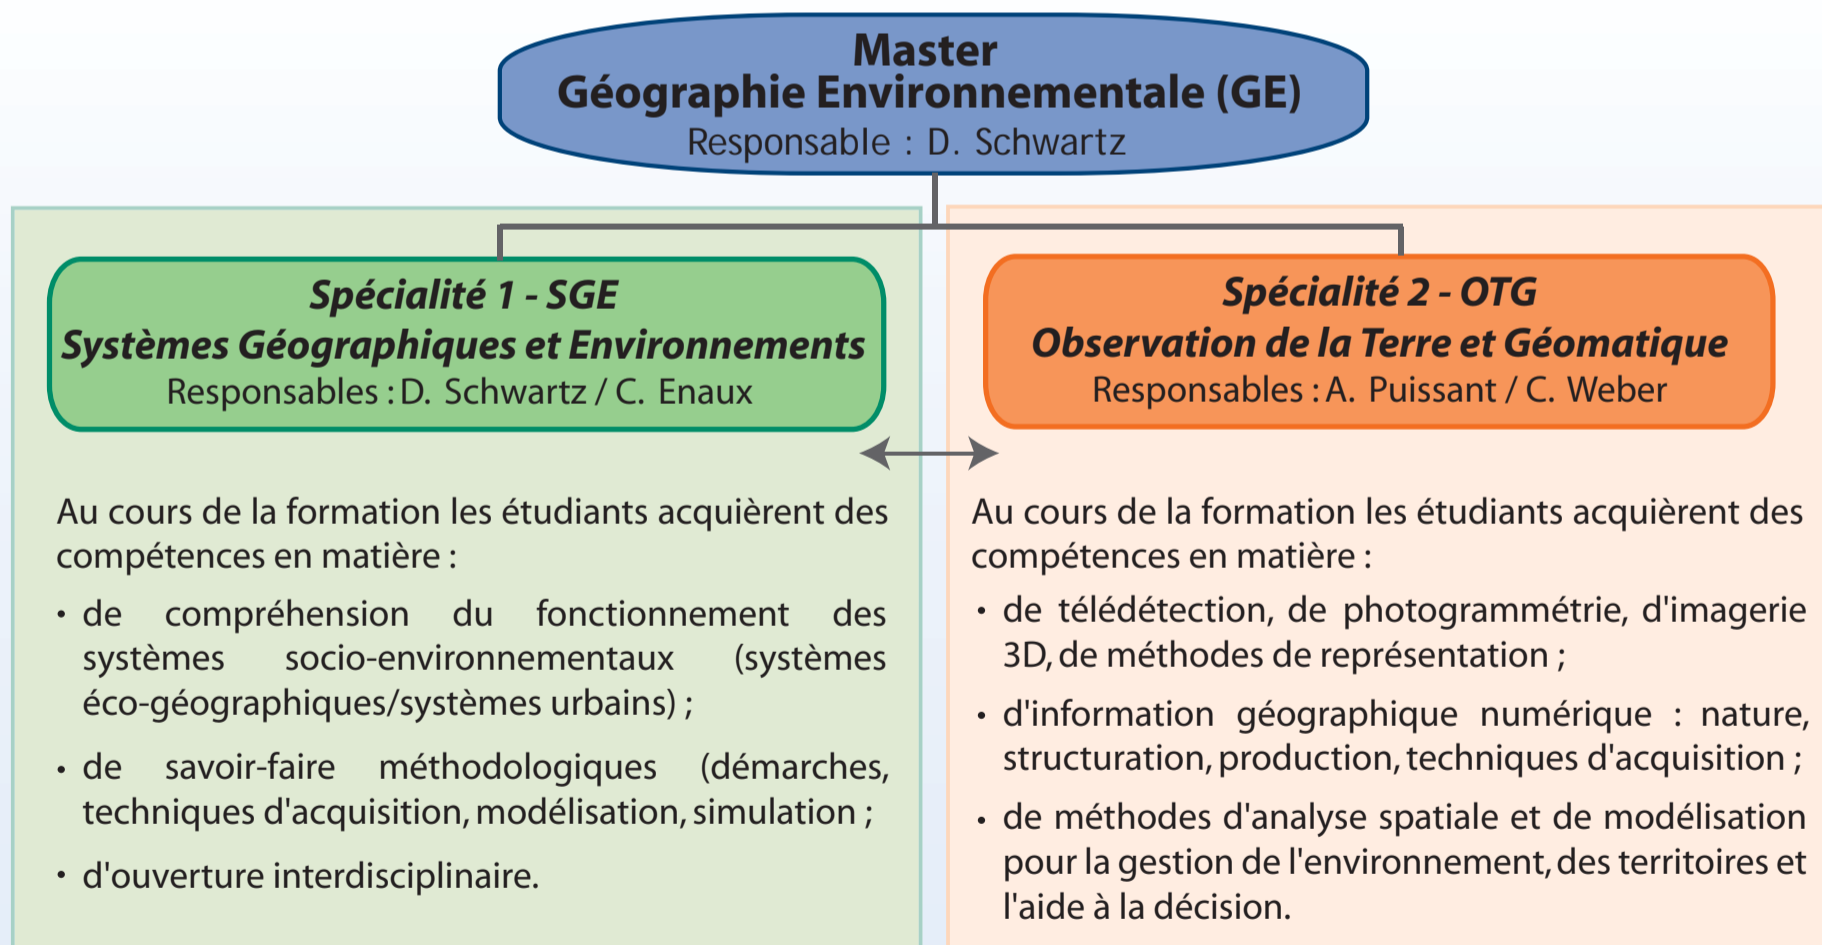 Master
Géographie Environnementale (GE)
Responsable : D. Schwartz
Spécialité 1 - SGE
Systèmes Géographiques et Environnements
Responsables : D. Schwartz / C. Enaux
Au cours de la formation les étudiants acquièrent des
compétences en matière :
• de compréhension du fonctionnement des
systèmes socio-environnementaux (systèmes
éco-géographiques/systèmes urbains) ;
• de savoir-faire méthodologiques (démarches,
techniques d'acquisition, modélisation, simulation ;
• d'ouverture interdisciplinaire.
Spécialité 2 - OTG
Observation de la Terre et Géomatique
Responsables : A. Puissant / C. Weber
Au cours de la formation les étudiants acquièrent des
compétences en matière :
• de télédétection, de photogrammétrie, d'imagerie
3D, de méthodes de représentation ;
• d'information géographique numérique : nature,
structuration, production, techniques d'acquisition ;
• de méthodes d'analyse spatiale et de modélisation
pour la gestion de l'environnement, des territoires et
l'aide à la décision.